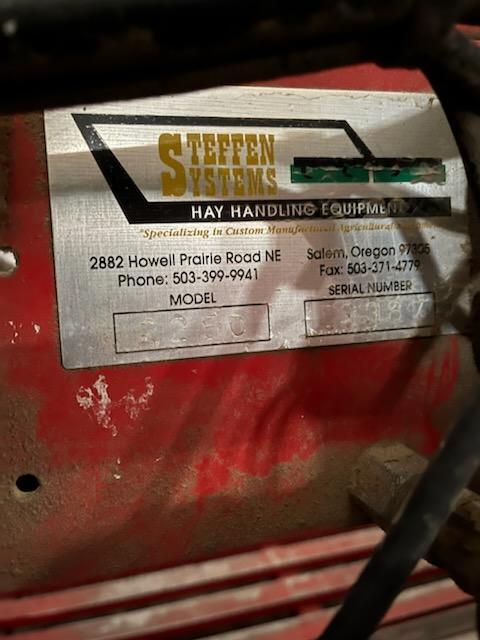 STEFFEN
SYSTEMS
HAY HANDLING EQUIPMENT
"Specializing in Custom Manufactured Agricultural
2882 Howell Prairie Road NE Salem, Oregon 97305
Phone: 503-399-9941 Fax: 503-371-4779
MODEL SERIAL NUMBER